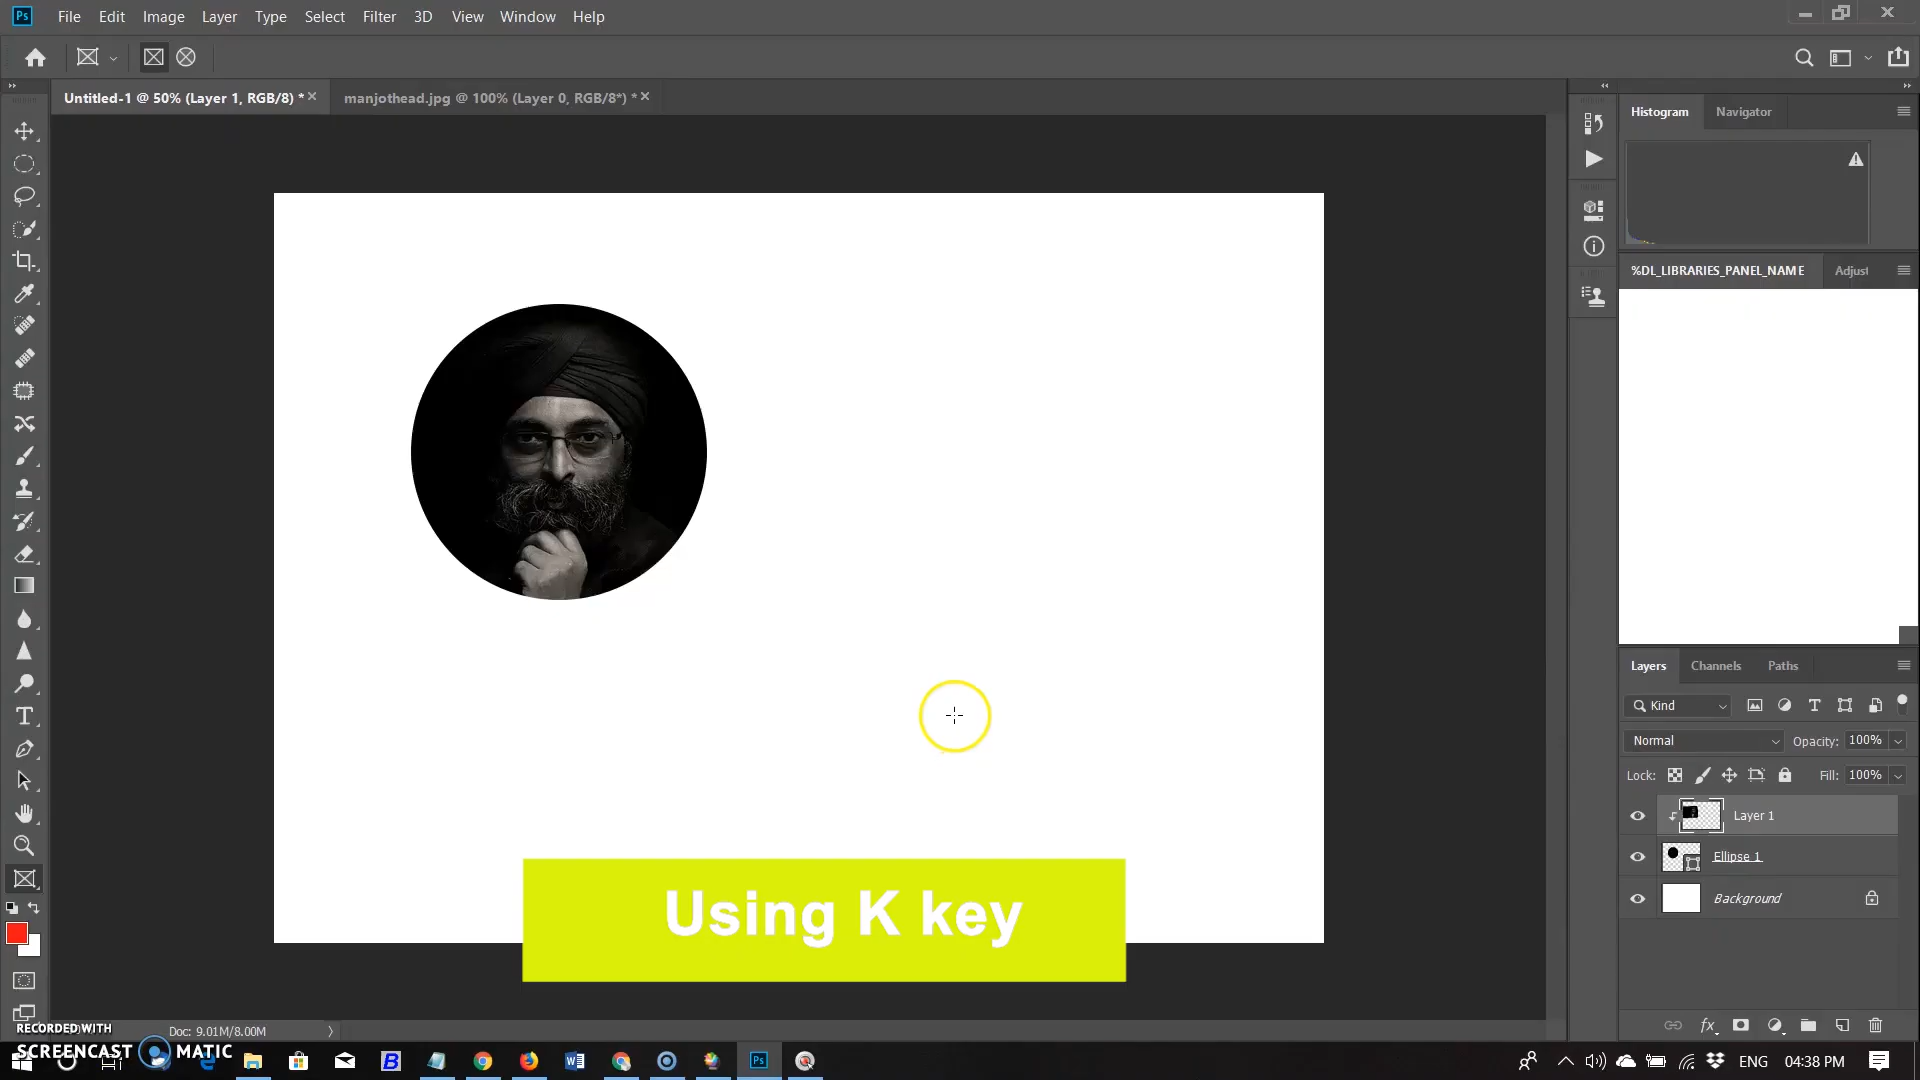 Ps File Edit Image Layer Type Select Filter 3D View Window Help
Untitled-1 @ 50% (Layer 1, RGB/8) * manjothead.jpg @ 100% (Layer 0, RGB/8*) *
Histogram Navigator
%DL_LIBRARIES_PANEL_NAME Adjust
Layers Channels Paths
Kind
Normal Opacity: 100%
Lock: Fill: 100%
Layer 1
Ellipse 1
Background
fx
Using K key
Doc: 9.01M/8.00M
RECORDED WITH
SCREENCAST MATIC
Ps ENG 04:38 PM